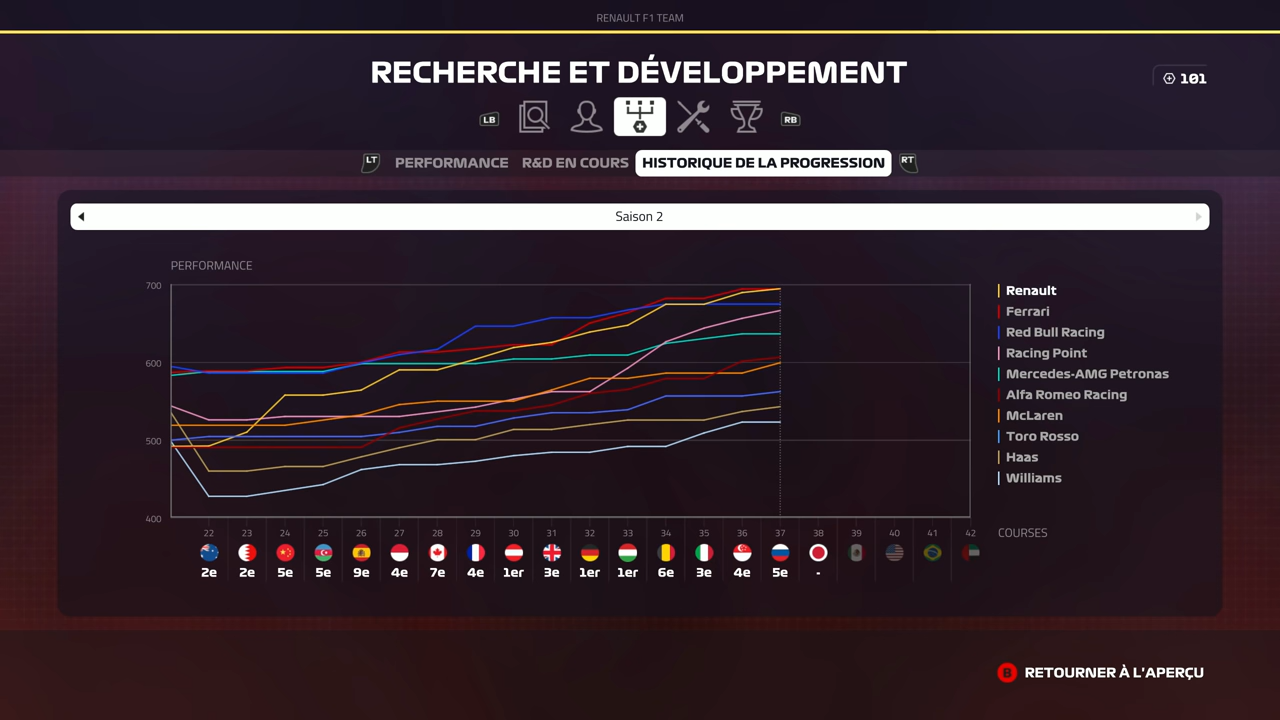 RENAULT F1 TEAM
RECHERCHE ET DÉVELOPPEMENT
101
LB
RB
LT
PERFORMANCE
R&D EN COURS
HISTORIQUE DE LA PROGRESSION
RT
Saison 2
PERFORMANCE
700
600
500
400
Renault
Ferrari
Red Bull Racing
Racing Point
Mercedes-AMG Petronas
Alfa Romeo Racing
McLaren
Toro Rosso
Haas
Williams
22 23 24 25 26 27 28 29 30 31 32 33 34 35 36 37 38 39 40 41 42
COURSES
2e 2e 5e 5e 9e 4e 7e 4e 1er 3e 1er 1er 6e 3e 4e 5e -
B RETOURNER À L'APERÇU